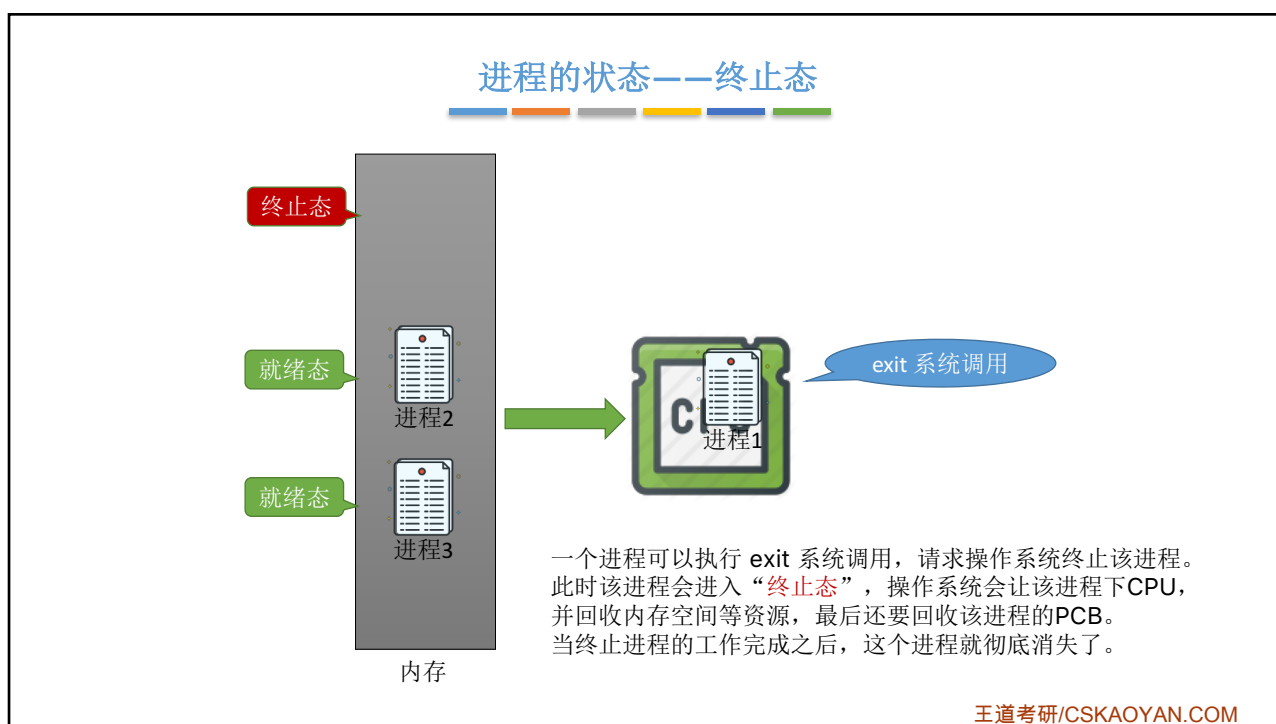 进程的状态——终止态
终止态
就绪态
进程2
就绪态
进程3
内存
进程1
exit 系统调用
一个进程可以执行 exit 系统调用，请求操作系统终止该进程。
此时该进程会进入“终止态”，操作系统会让该进程下CPU，
并回收内存空间等资源，最后还要回收该进程的PCB。
当终止进程的工作完成之后，这个进程就彻底消失了。
王道考研/CSKAOYAN.COM